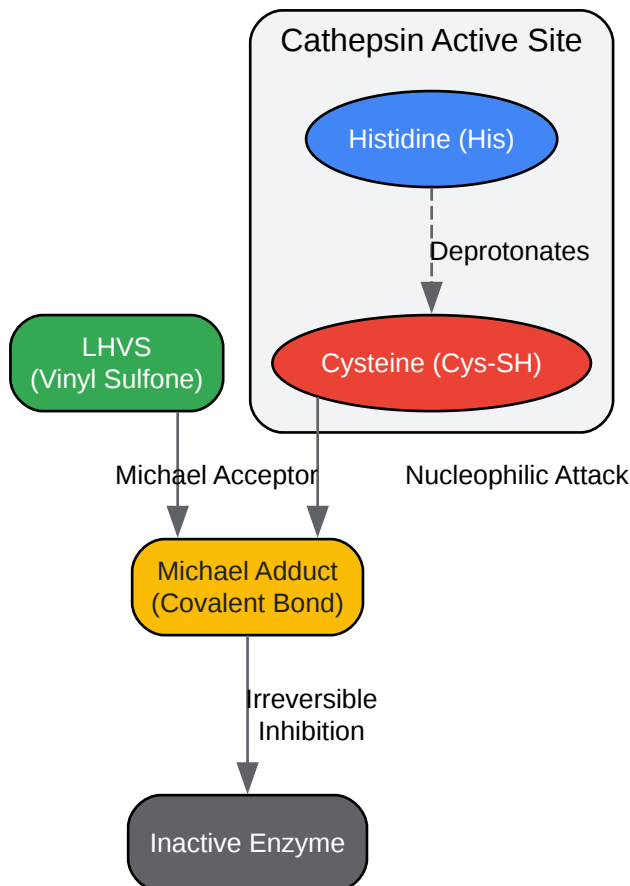 Cathepsin Active Site
Histidine (His)
Deprotonates
LHVS
(Vinyl Sulfone)
Cysteine (Cys-SH)
Michael Acceptor
Nucleophilic Attack
Michael Adduct
(Covalent Bond)
Irreversible
Inhibition
Inactive Enzyme